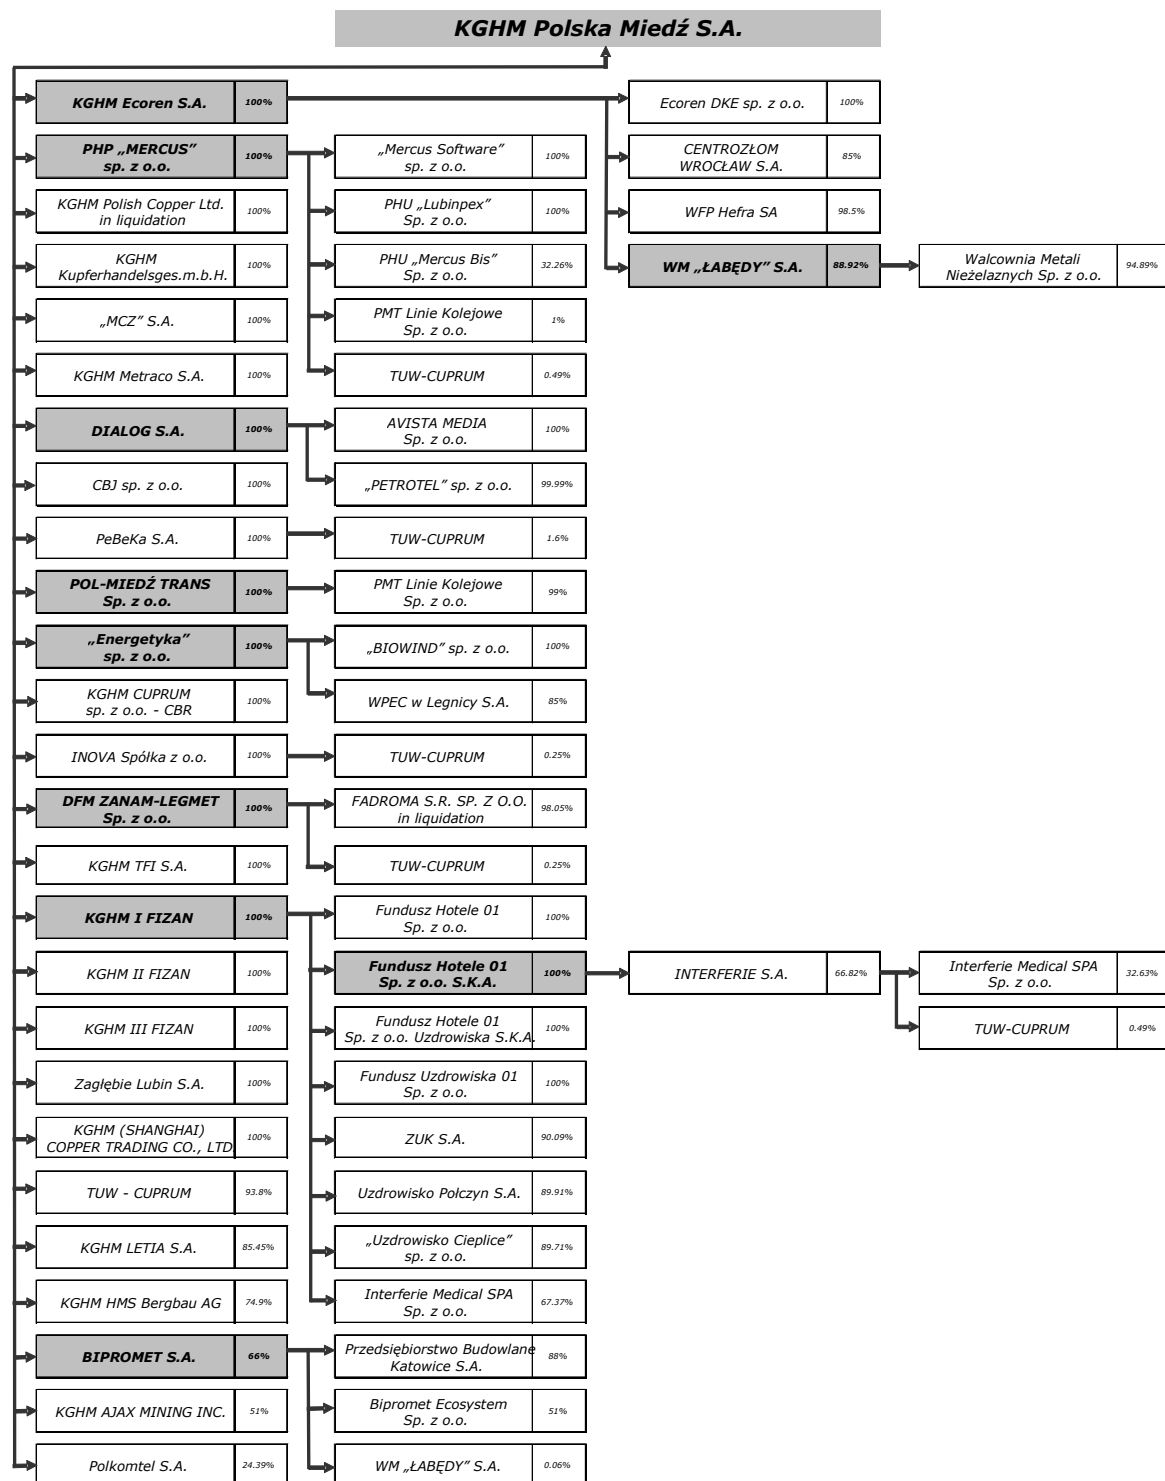 KGHM Polska Miedź S.A.
KGHM Ecoren S.A.
100%
Ecoren DKE sp. z o.o.
100%
PHP „MERCUS”
sp. z o.o.
100%
„Mercus Software”
sp. z o.o.
100%
CENTROZŁOM
WROCŁAW S.A.
85%
KGHM Polish Copper Ltd.
in liquidation
100%
PHU „Lubinpex”
Sp. z o.o.
100%
WFP Hefra SA
98.5%
KGHM
Kupferhandelsges.m.b.H.
100%
PHU „Mercus Bis”
Sp. z o.o.
32.26%
WM „ŁABĘDY” S.A.
88.92%
Walcownia Metali
Nieżelaznych Sp. z o.o.
94.89%
„MCZ” S.A.
100%
PMT Linie Kolejowe
Sp. z o.o.
1%
KGHM Metraco S.A.
100%
TUW-CUPRUM
0.49%
DIALOG S.A.
100%
AVISTA MEDIA
Sp. z o.o.
100%
CBJ sp. z o.o.
100%
„PETROTEL” sp. z o.o.
99.99%
PeBeKa S.A.
100%
TUW-CUPRUM
1.6%
POL-MIEDŹ TRANS
Sp. z o.o.
100%
PMT Linie Kolejowe
Sp. z o.o.
99%
„Energetyka”
sp. z o.o.
100%
„BIOWIND” sp. z o.o.
100%
KGHM CUPRUM
sp. z o.o. - CBR
100%
WPEC w Legnicy S.A.
85%
INOVA Spółka z o.o.
100%
TUW-CUPRUM
0.25%
DFM ZANAM-LEGMET
Sp. z o.o.
100%
FADROMA S.R. SP. Z O.O.
in liquidation
98.05%
KGHM TFI S.A.
100%
TUW-CUPRUM
0.25%
KGHM I FIZAN
100%
Fundusz Hotele 01
Sp. z o.o.
100%
KGHM II FIZAN
100%
Fundusz Hotele 01
Sp. z o.o. S.K.A.
100%
INTERFERIE S.A.
66.82%
Interferie Medical SPA
Sp. z o.o.
32.63%
KGHM III FIZAN
100%
Fundusz Hotele 01
Sp. z o.o. Uzdrowiska S.K.A.
100%
TUW-CUPRUM
0.49%
Zagłębie Lubin S.A.
100%
Fundusz Uzdrowiska 01
Sp. z o.o.
100%
KGHM (SHANGHAI)
COPPER TRADING CO., LTD
100%
ZUK S.A.
90.09%
TUW - CUPRUM
93.8%
Uzdrowisko Połczyn S.A.
89.91%
KGHM LETIA S.A.
85.45%
„Uzdrowisko Cieplice”
sp. z o.o.
89.71%
KGHM HMS Bergbau AG
74.9%
Interferie Medical SPA
Sp. z o.o.
67.37%
BIPROMET S.A.
66%
Przedsiębiorstwo Budowlane
Katowice S.A.
88%
KGHM AJAX MINING INC.
51%
Bipromet Ecosystem
Sp. z o.o.
51%
Polkomtel S.A.
24.39%
WM „ŁABĘDY” S.A.
0.06%